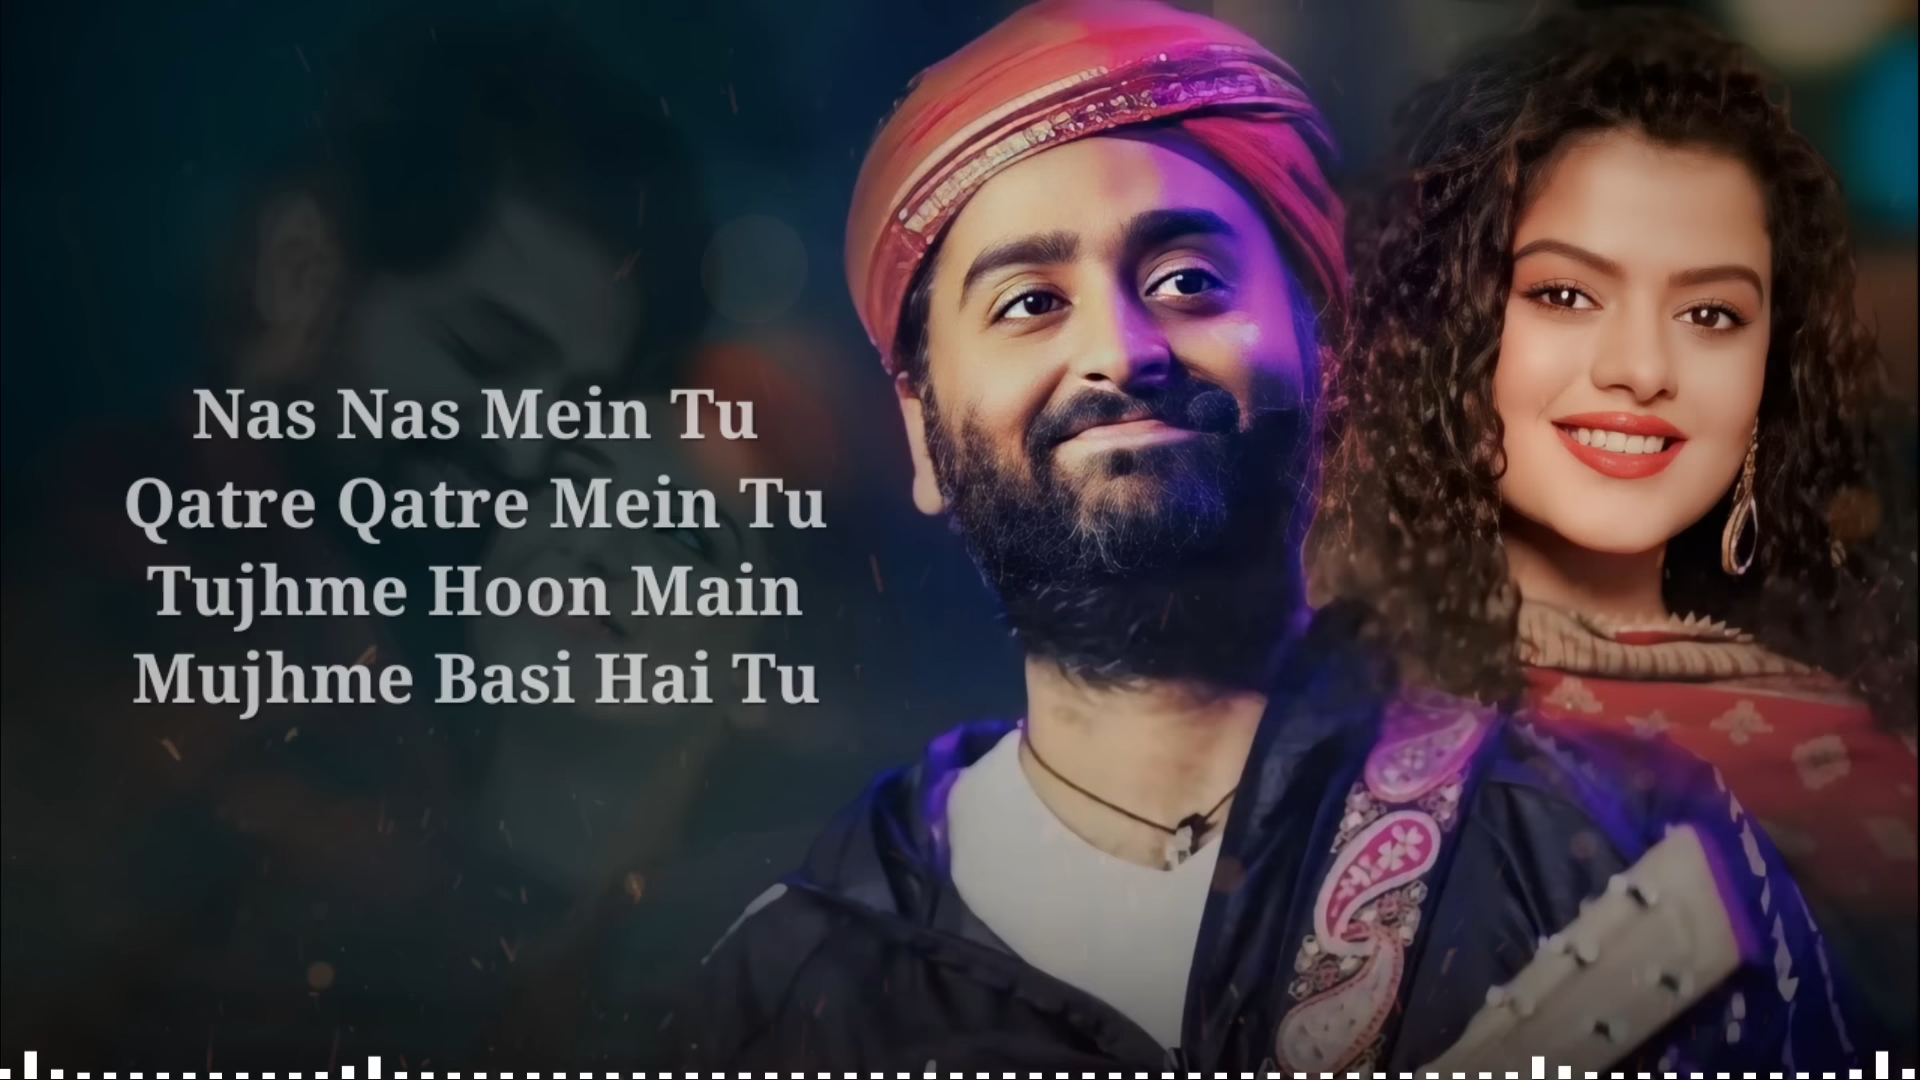 Nas Nas Mein Tu
Qatre Qatre Mein Tu
Tujhme Hoon Main
Mujhme Basi Hai Tu